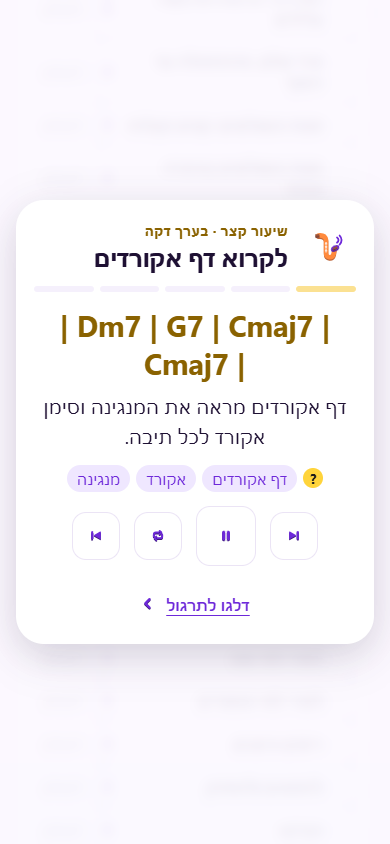 שיעור קצר · בערך דקה
לקרוא דף אקורדים
| Dm7 | G7 | Cmaj7 |
Cmaj7 |
דף אקורדים מראה את המנגינה וסימן
אקורד לכל תיבה.
? דף אקורדים אקורד מנגינה
דלגו לתרגול